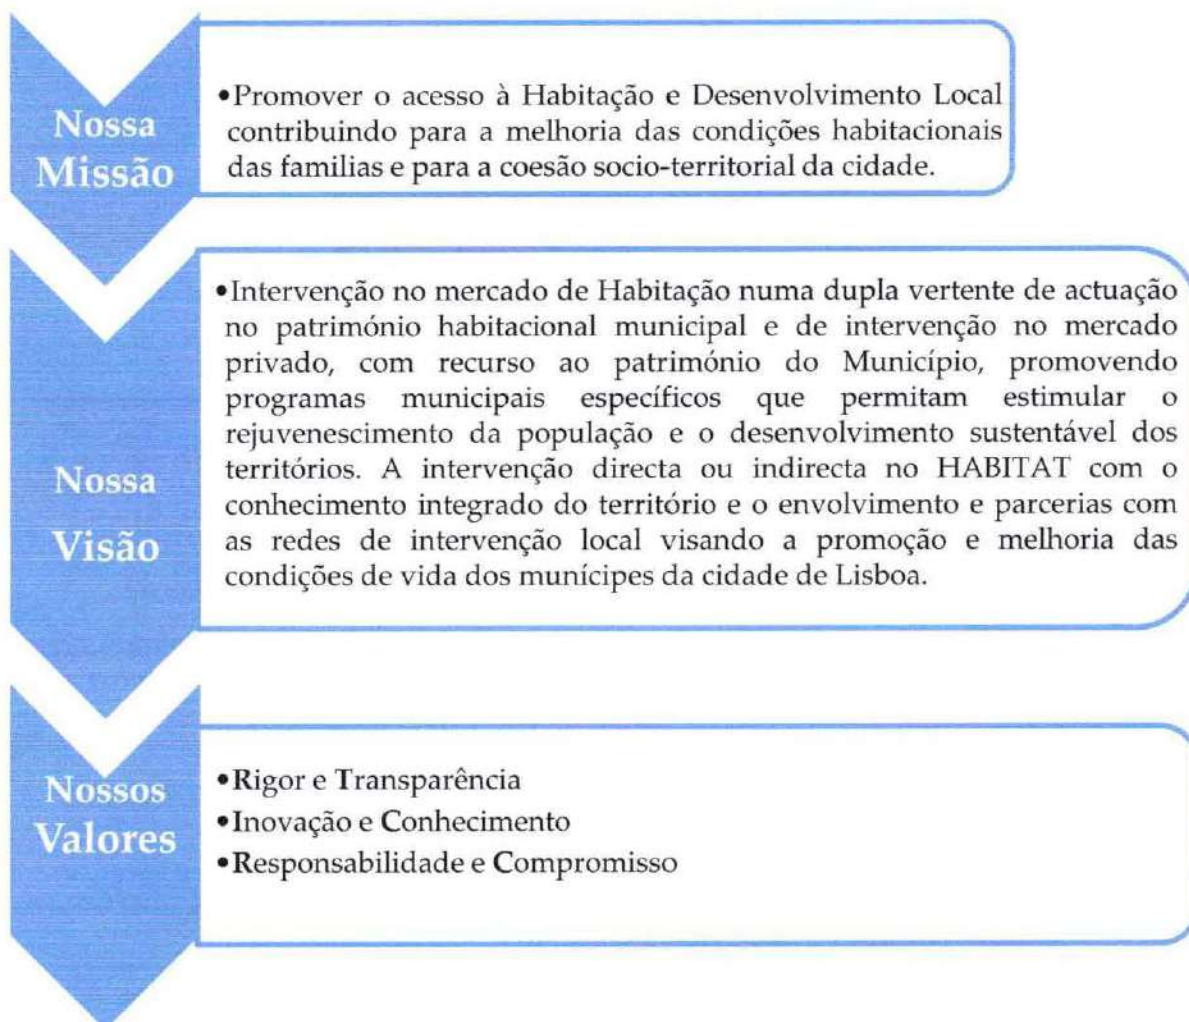 Nossa
Missão
•Promover o acesso à Habitação e Desenvolvimento Local
contribuindo para a melhoria das condições habitacionais
das familias e para a coesão socio-territorial da cidade.
Nossa
Visão
•Intervenção no mercado de Habitação numa dupla vertente de actuação
no património habitacional municipal e de intervenção no mercado
privado, com recurso ao património do Município, promovendo
programas municipais específicos que permitam estimular o
rejuvenescimento da população e o desenvolvimento sustentável dos
territórios. A intervenção directa ou indirecta no HABITAT com o
conhecimento integrado do território e o envolvimento e parcerias com
as redes de intervenção local visando a promoção e melhoria das
condições de vida dos munícipes da cidade de Lisboa.
Nossos
Valores
•Rigor e Transparência
•Inovação e Conhecimento
•Responsabilidade e Compromisso